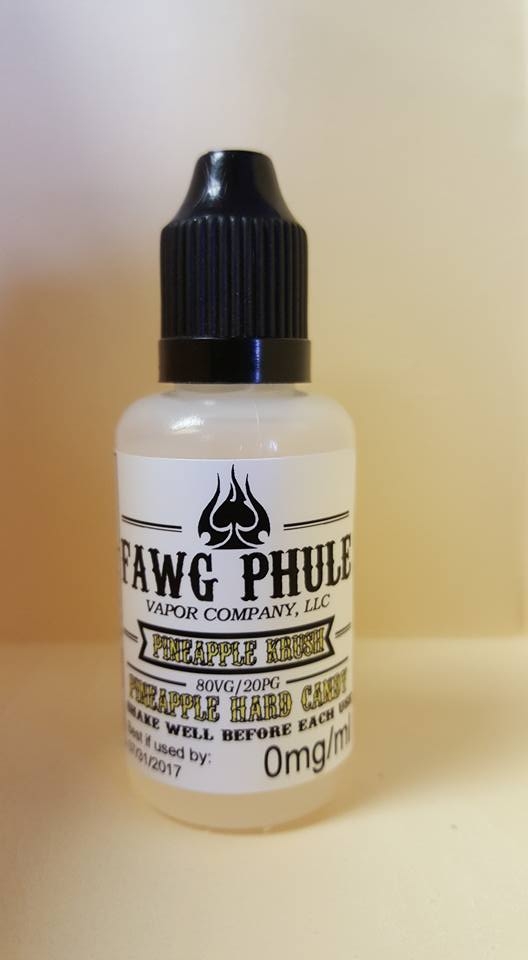 FAWG PHULE
VAPOR COMPANY, LLC
PINEAPPLE KRUSH
80VG/20PG
PINEAPPLE HARD CANDY
SHAKE WELL BEFORE EACH USE
Best if used by:
0mg/ml